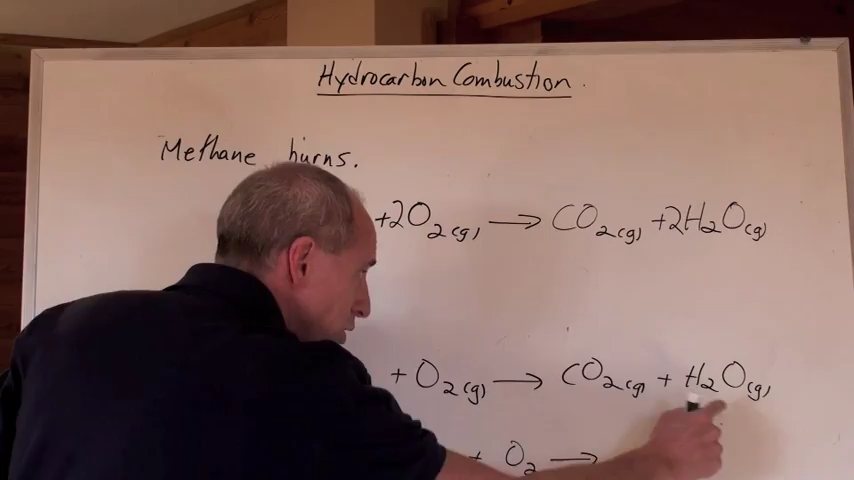 Hydrocarbon Combustion.
Methane burns.
+2O₂(g) → CO₂(g) +2H₂O(g)
+ O₂(g) → CO₂(g) + H₂O(g)
+ O₂ →